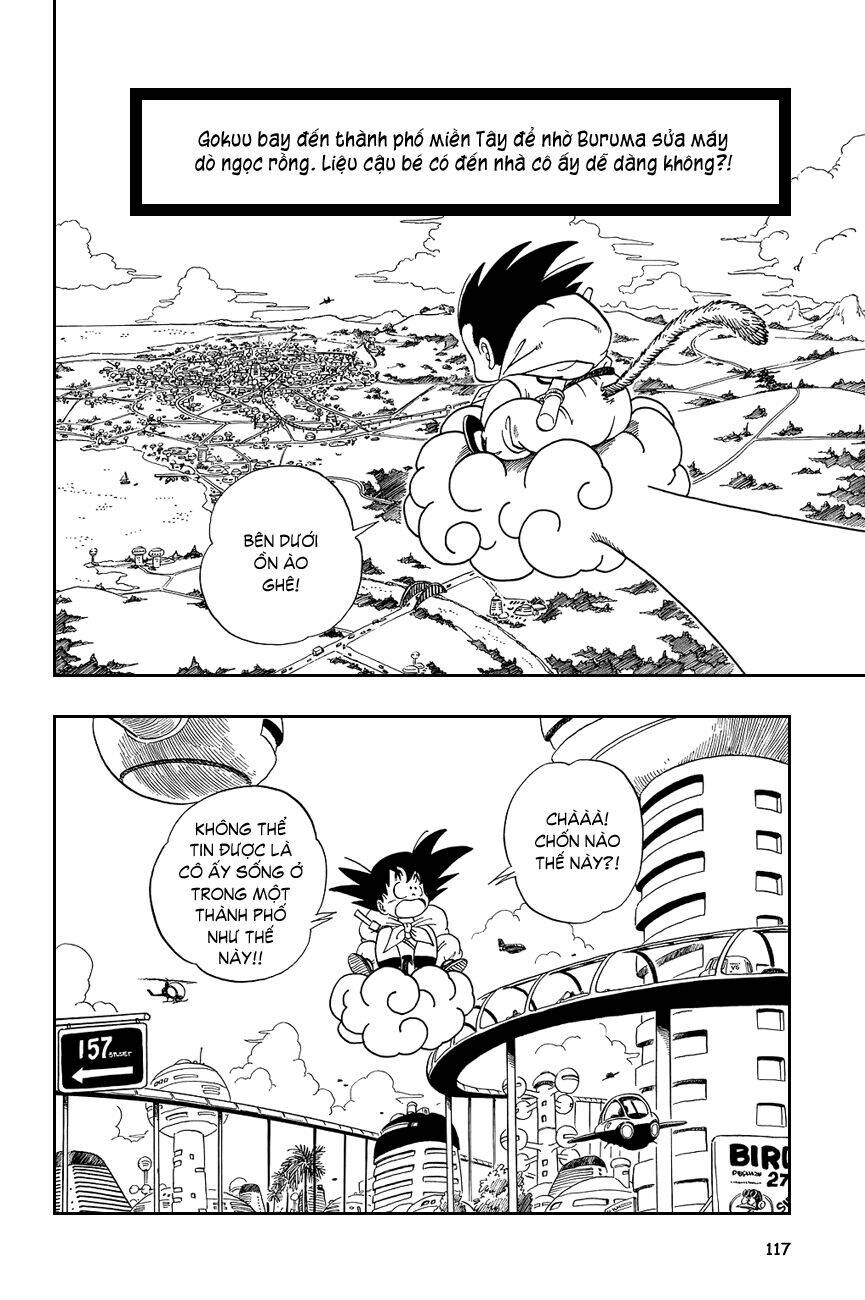 Gokuu bay đến thành phố miền Tây để nhờ Buruma sửa máy
dò ngọc rồng. Liệu cậu bé có đến nhà cô ấy dễ dàng không?!
BÊN DƯỚI
ỒN ÀO
GHÊ!
CHÀÀÀ!
CHỐN NÀO
THẾ NÀY?!
KHÔNG THỂ
TIN ĐƯỢC LÀ
CÔ ẤY SỐNG Ở
TRONG MỘT
THÀNH PHỐ
NHƯ THẾ
NÀY!!
157
BIRD
27
117